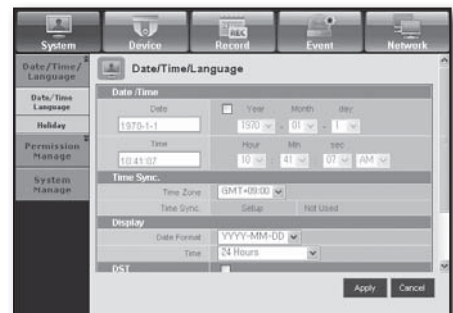 System Device Record Event Network
Date/Time/
Language
Date/Time
Language
Holiday
Permission
Manage
System
Manage
Date/Time/Language
Date /Time
Date Year Month day
1970-1-1 1970 - 01 - 1
Time Hour Min sec
10:41:07 10 : 41 : 07 AM
Time Sync.
Time Zone GMT+09:00
Time Sync. Setup Not Used
Display
Date Format YYYY-MM-DD
Time 24 Hours
DST
Apply Cancel